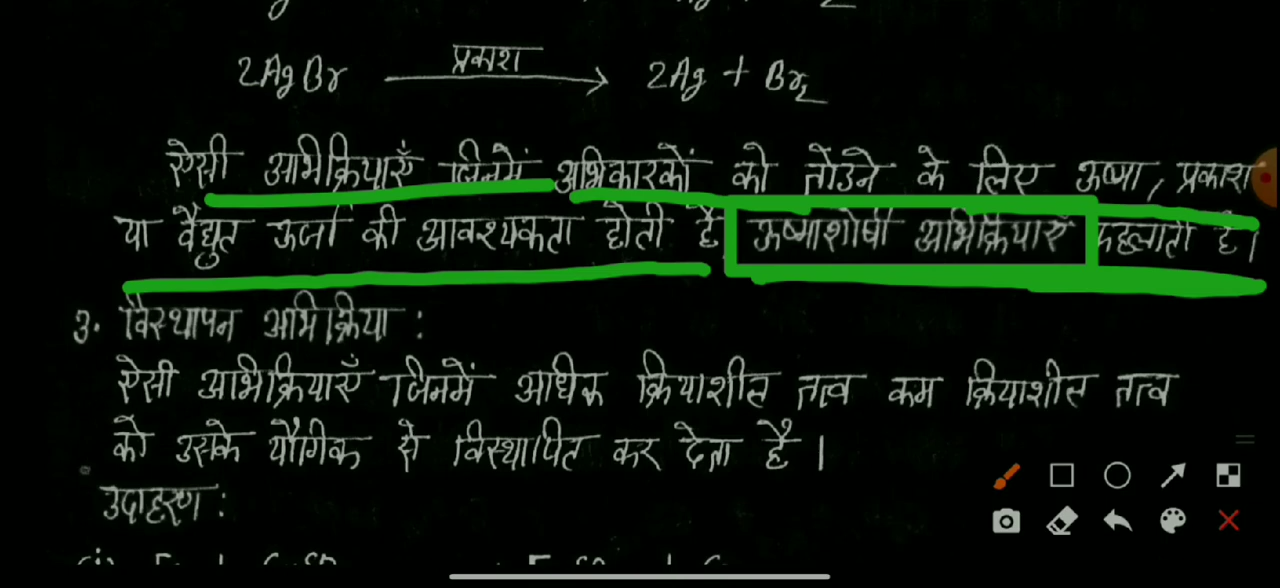 प्रकाश
2AgBr ⟶ 2Ag + Br₂
ऐसी अभिक्रियाएँ जिनमें अभिकारकों को तोडने के लिए ऊष्मा, प्रकाश
या वैद्युत ऊर्जा की आवश्यकता होती है ऊष्माशोषी अभिक्रियाएँ कहलाती है।
3. विस्थापन अभिक्रिया :
ऐसी अभिक्रियाएँ जिनमें अधिक क्रियाशील तत्व कम क्रियाशील तत्व
को उसके यौगिक से विस्थापित कर देता है ।
उदाहरण :